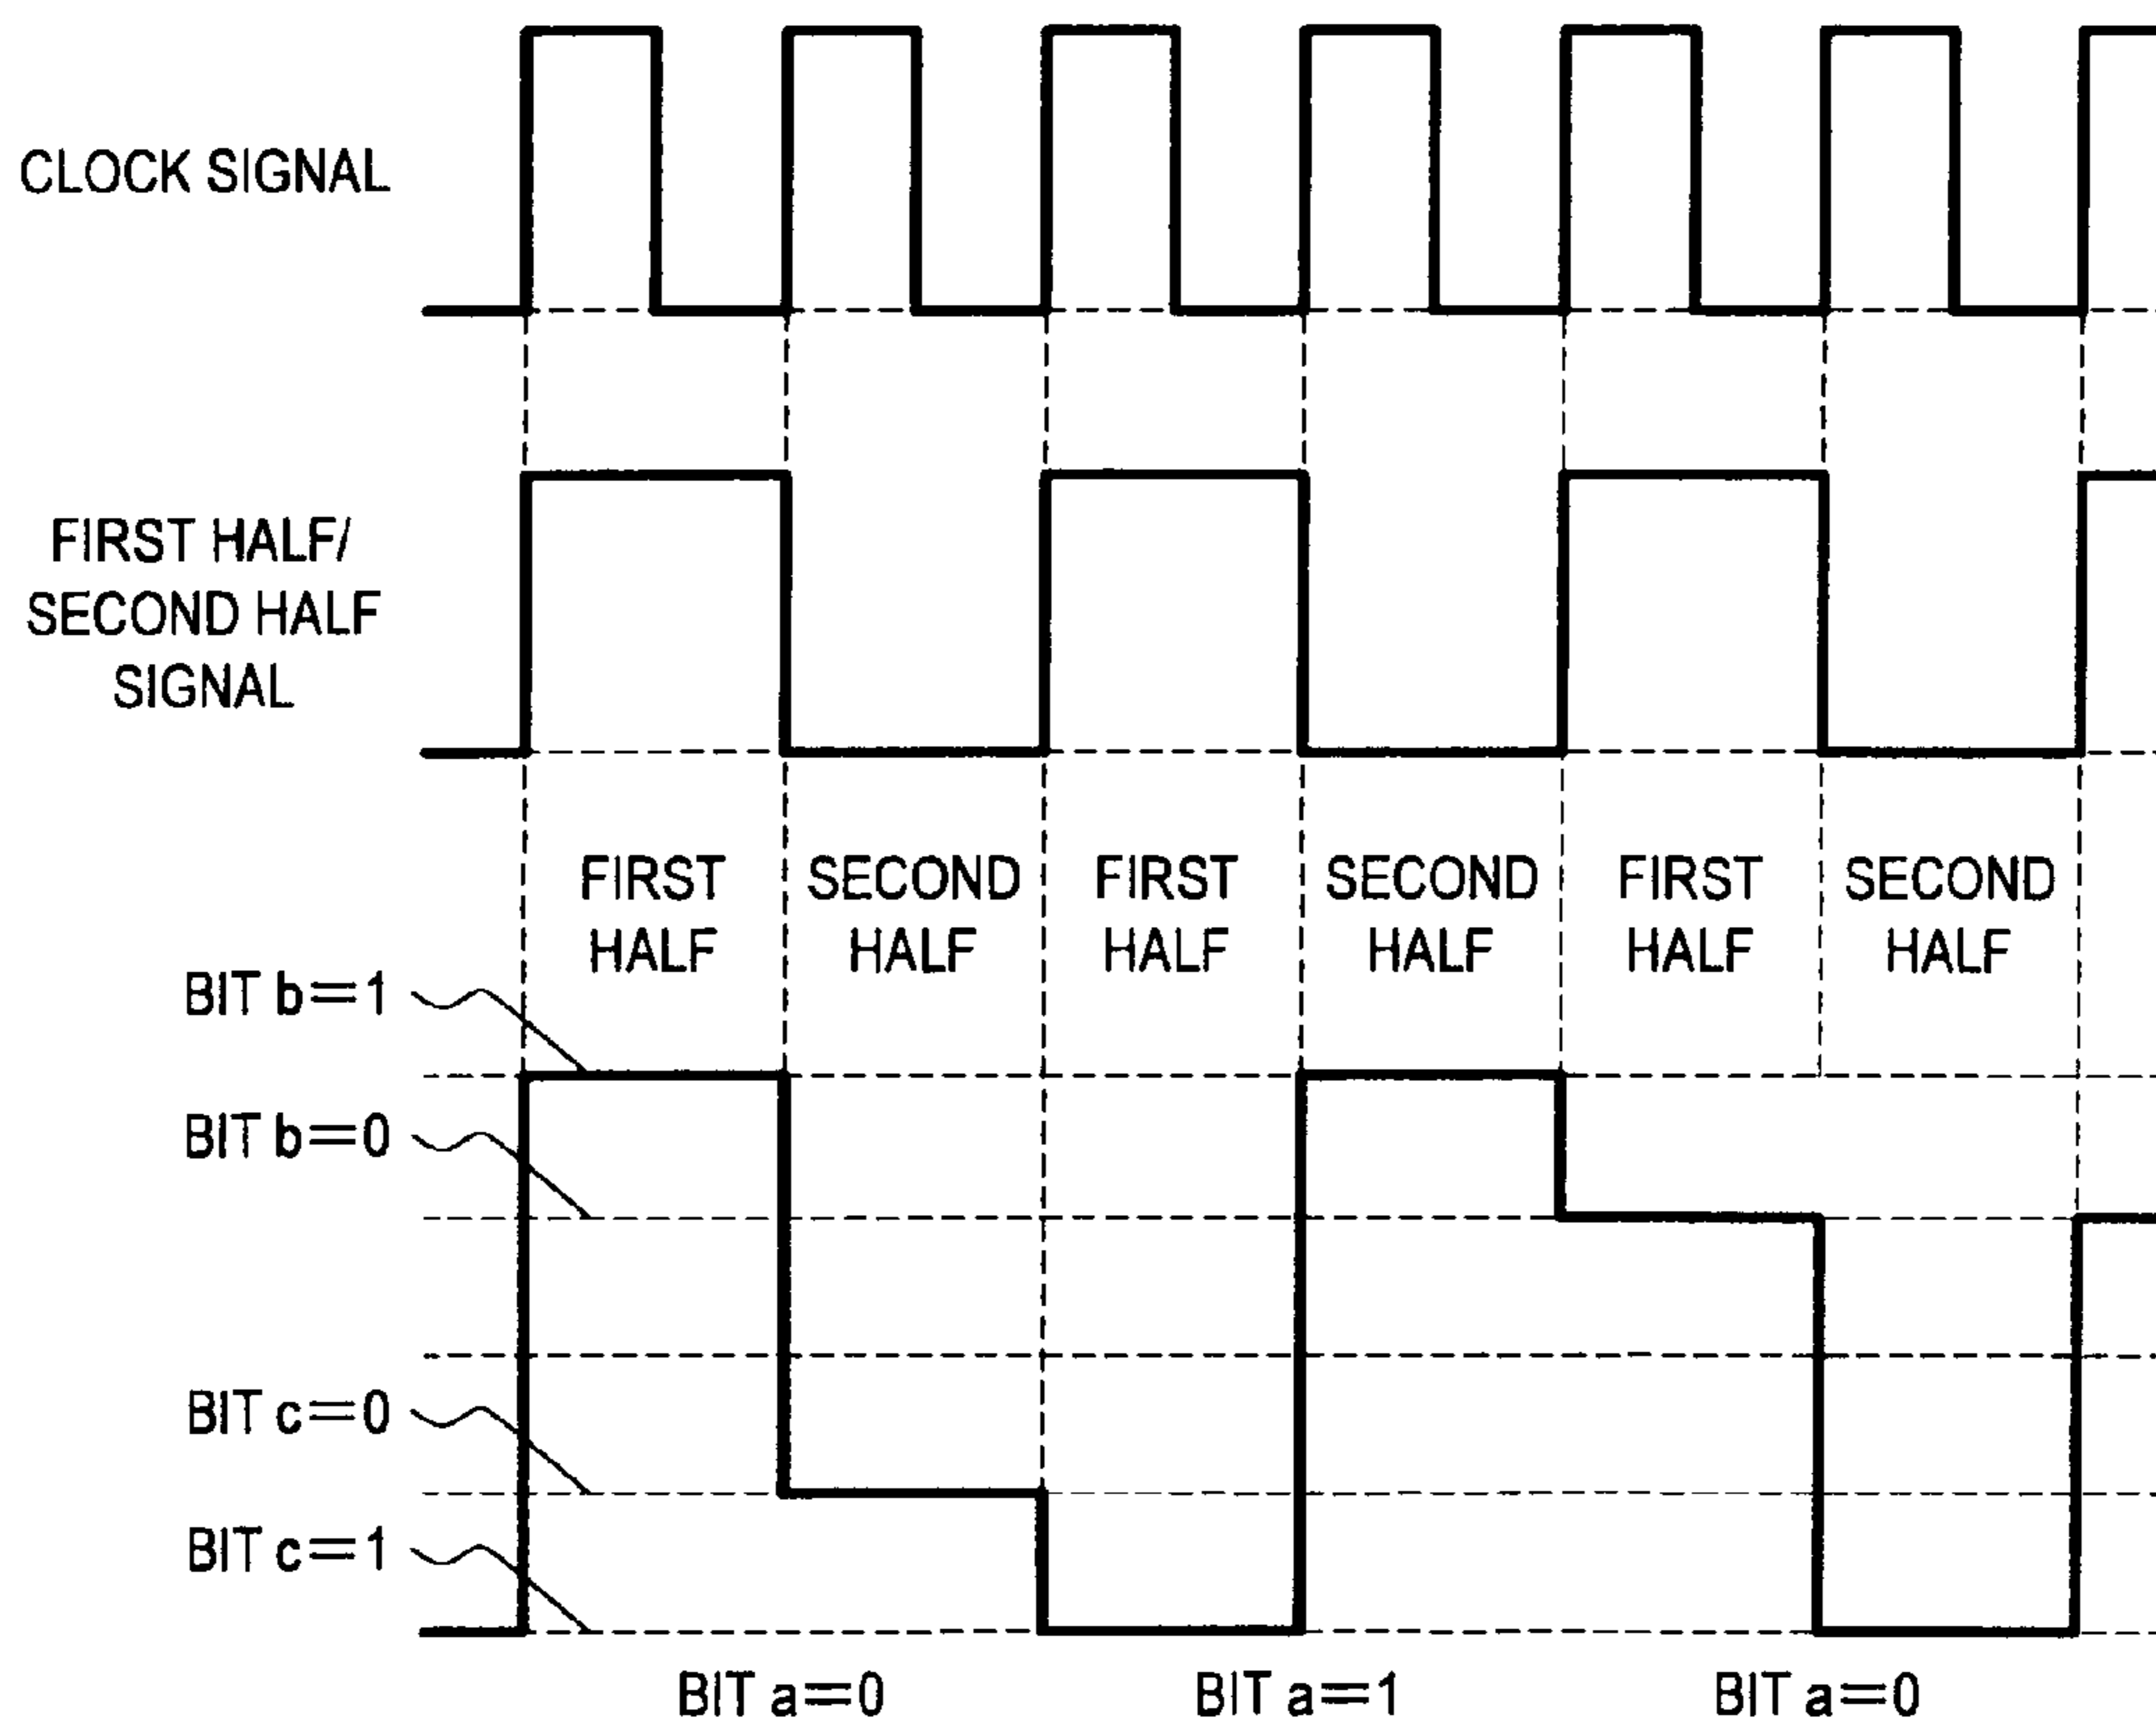 CLOCK SIGNAL
FIRST HALF/
SECOND HALF
SIGNAL
FIRST
HALF
SECOND
HALF
FIRST
HALF
SECOND
HALF
FIRST
HALF
SECOND
HALF
BIT b=1
BIT b=0
BIT c=0
BIT c=1
BIT a=0
BIT a=1
BIT a=0